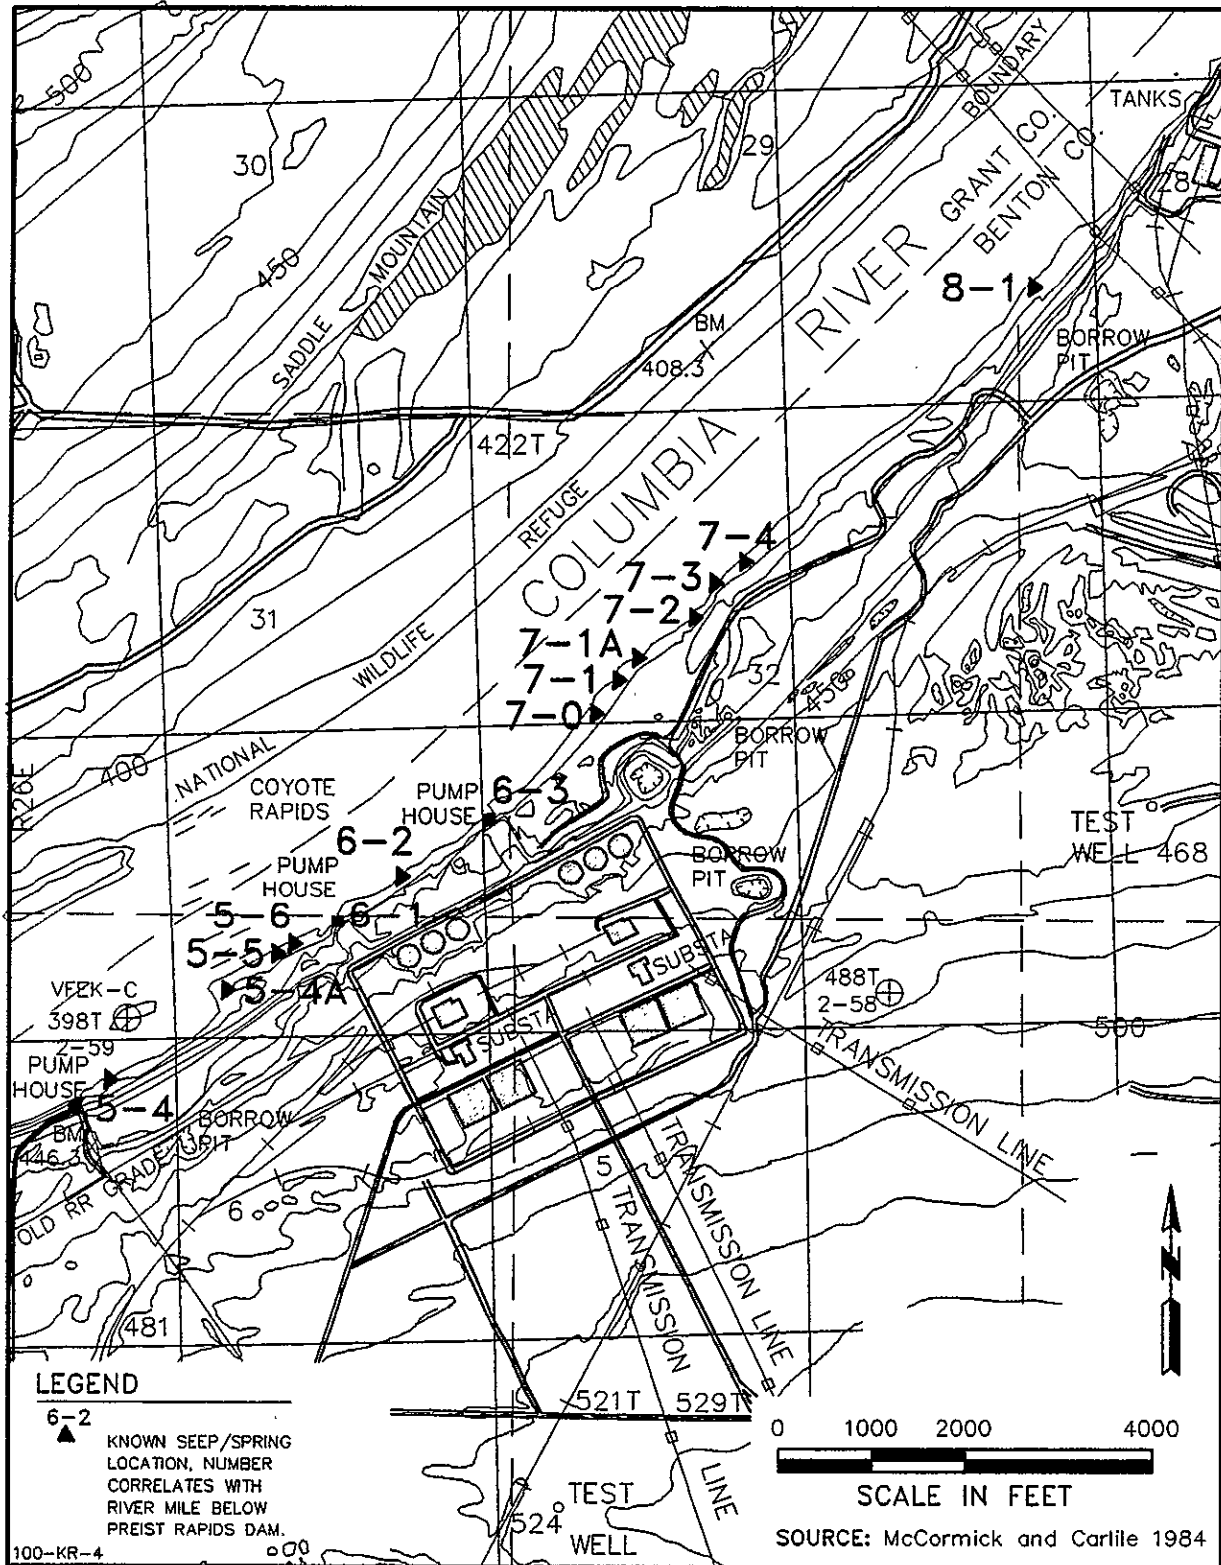 500
TANKS
BOUNDARY
GRANT CO.
BENTON CO.
30
29
28
MOUNTAIN
SADDLE
450
RIVER
8-1
BM
408.3
BORROW
PIT
422T
COLUMBIA
REFUGE
7-4
7-3
7-2
7-1A
7-1
7-0
31
WILDLIFE
32
450
BORROW
PIT
R26E
400
NATIONAL
COYOTE
RAPIDS
PUMP
HOUSE
6-3
6-2
TEST
WELL 468
PUMP
HOUSE
BORROW
PIT
5-6
6-1
5-5
5-4A
SUBSTA
VFEK-C
398T
2-59
488T
2-58
SUBSTA
500
TRANSMISSION LINE
PUMP
HOUSE
5-4
BORROW
PIT
BM
446.3
OLD RR GRADE
6
5
TRANSMISSION LINE
TRANSMISSION
LINE
N
481
LEGEND
6-2
KNOWN SEEP/SPRING
LOCATION, NUMBER
CORRELATES WITH
RIVER MILE BELOW
PREIST RAPIDS DAM.
100-KR-4
521T
529T
524
TEST
WELL
0 1000 2000 4000
SCALE IN FEET
SOURCE: McCormick and Carlile 1984